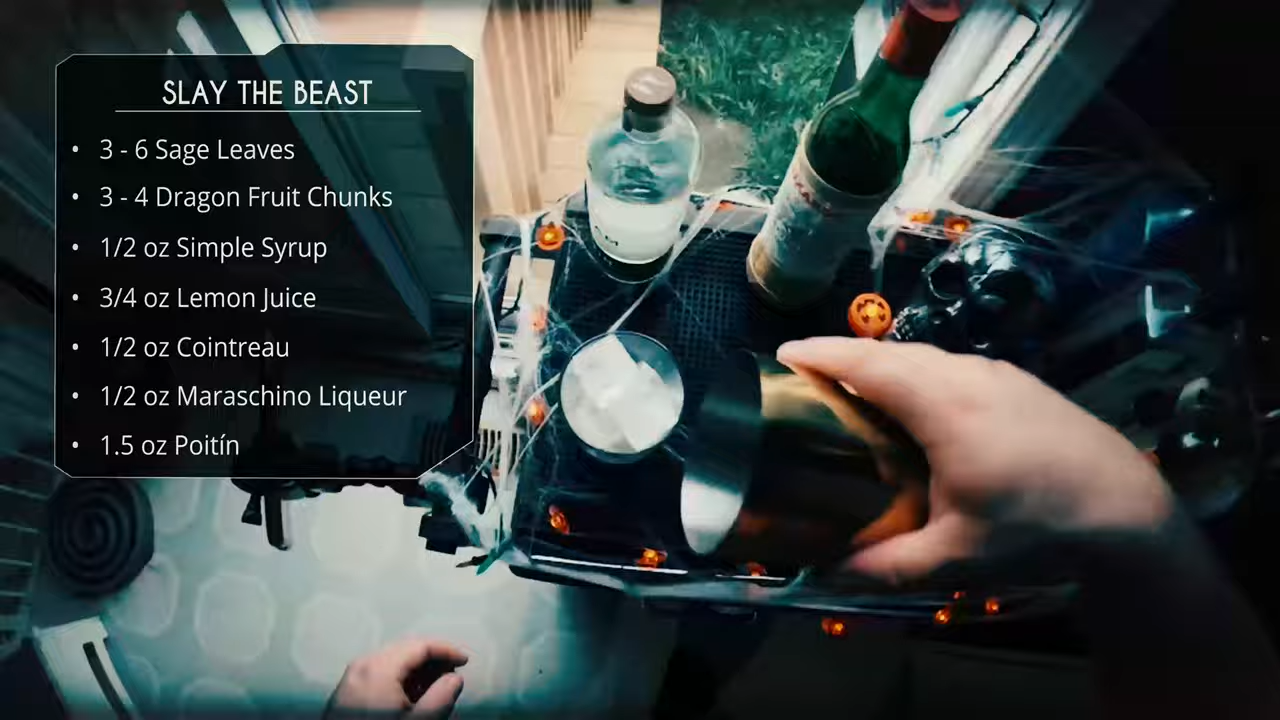 SLAY THE BEAST
• 3 - 6 Sage Leaves
• 3 - 4 Dragon Fruit Chunks
• 1/2 oz Simple Syrup
• 3/4 oz Lemon Juice
• 1/2 oz Cointreau
• 1/2 oz Maraschino Liqueur
• 1.5 oz Poitín